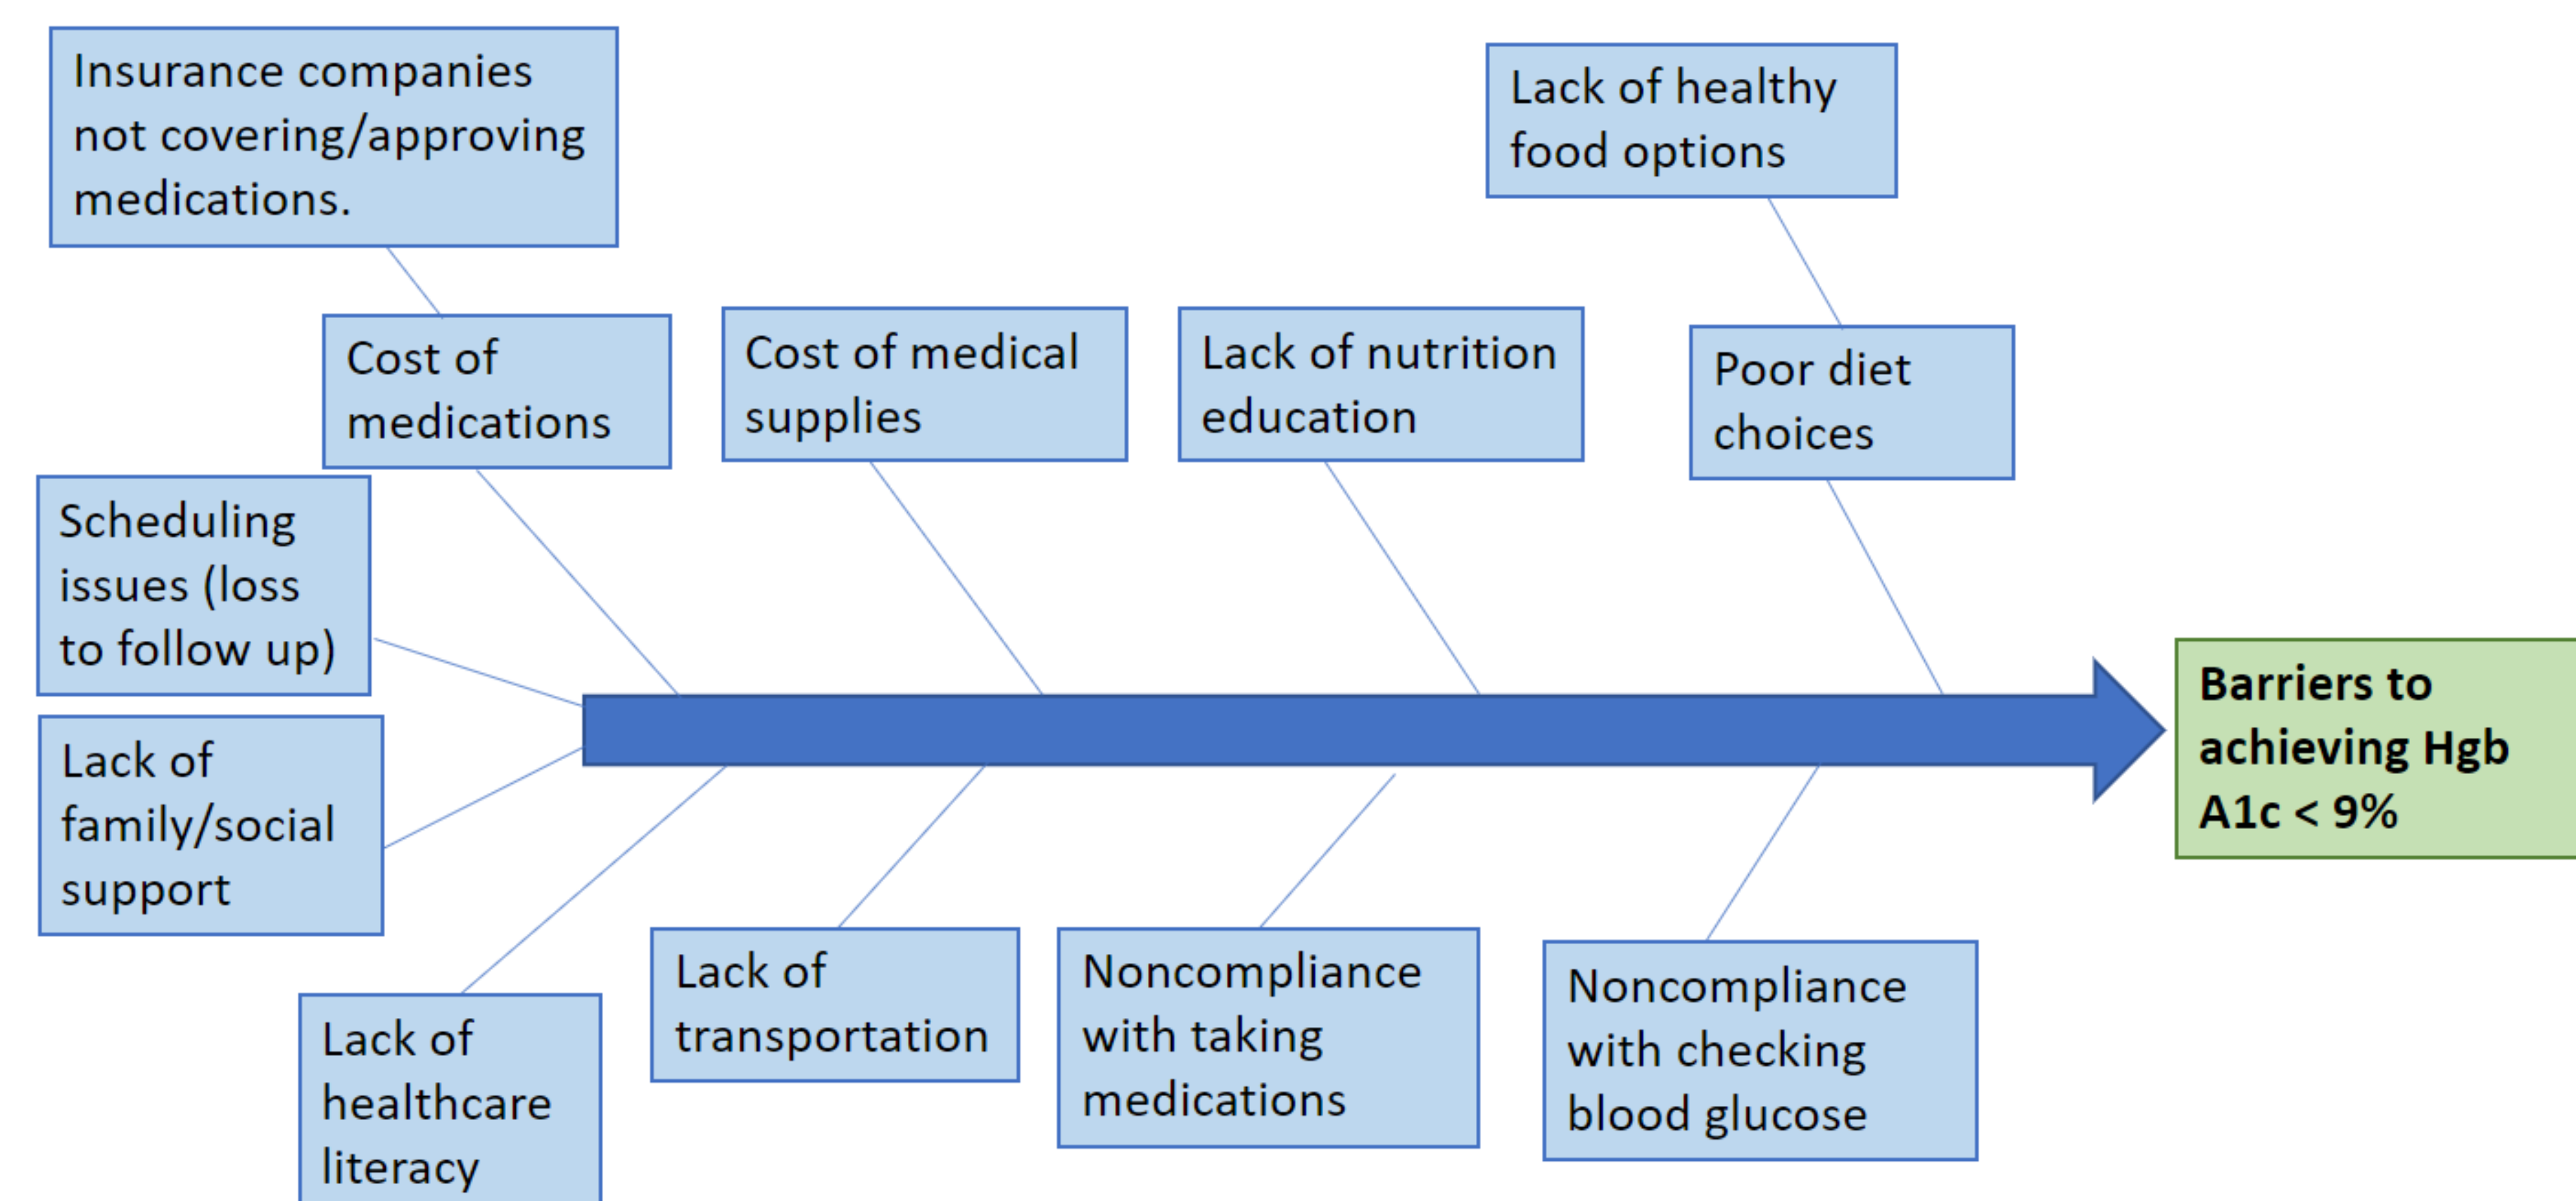 Insurance companies
not covering/approving
medications.
Lack of healthy
food options
Cost of
medications
Cost of medical
supplies
Lack of nutrition
education
Poor diet
choices
Scheduling
issues (loss
to follow up)
Lack of
family/social
support
Barriers to
achieving Hgb
A1c < 9%
Lack of
healthcare
literacy
Lack of
transportation
Noncompliance
with taking
medications
Noncompliance
with checking
blood glucose